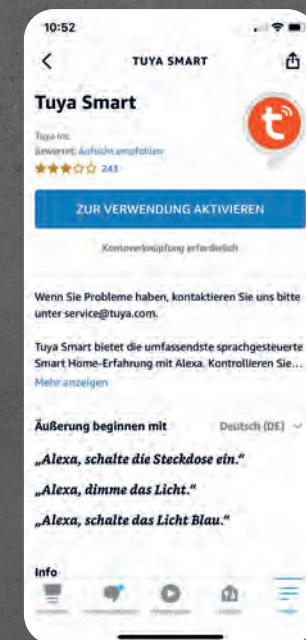 10:52
TUYA SMART
Tuya Smart
Tuya Inc.
Bewertet: Aufsicht empfohlen
243
ZUR VERWENDUNG AKTIVIEREN
Kontoverknüpfung erforderlich
Wenn Sie Probleme haben, kontaktieren Sie uns bitte
unter service@tuya.com.
Tuya Smart bietet die umfassendste sprachgesteuerte
Smart Home-Erfahrung mit Alexa. Kontrollieren Sie...
Mehr anzeigen
Äußerung beginnen mit Deutsch (DE)
„Alexa, schalte die Steckdose ein.“
„Alexa, dimme das Licht.“
„Alexa, schalte das Licht Blau.“
Info